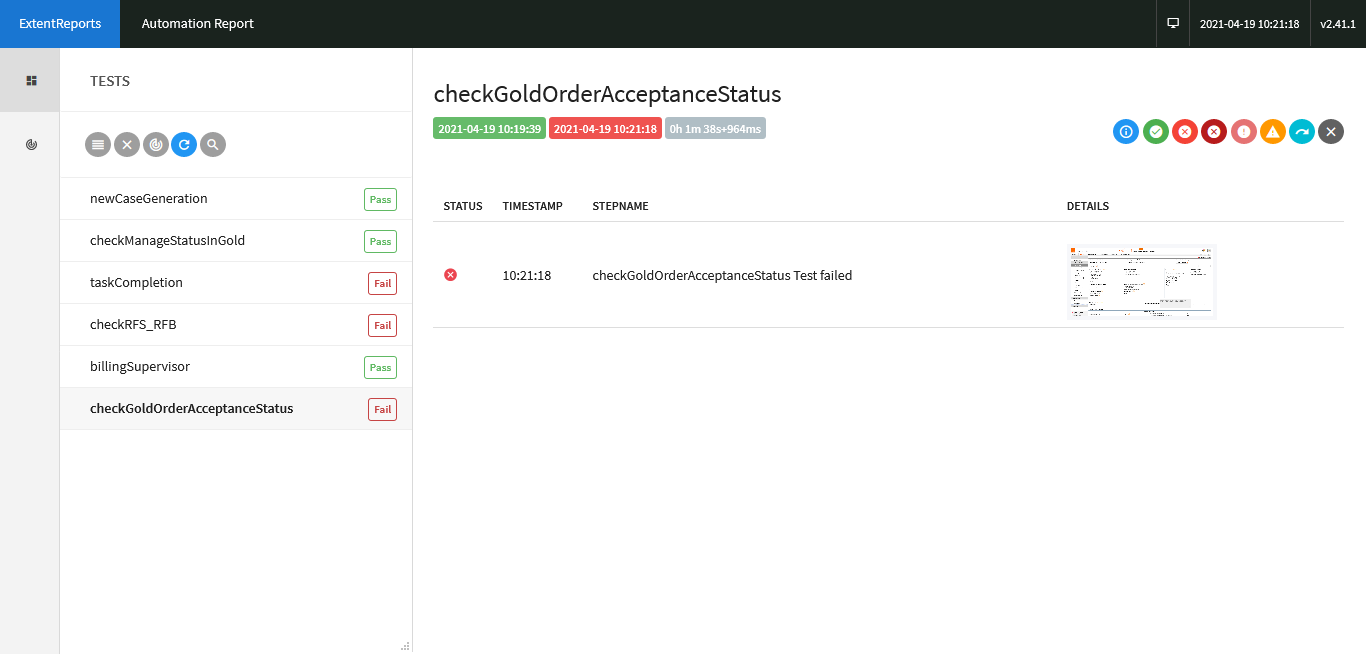 ExtentReports
Automation Report
2021-04-19 10:21:18
v2.41.1
TESTS
newCaseGeneration Pass
checkManageStatusInGold Pass
taskCompletion Fail
checkRFS_RFB Fail
billingSupervisor Pass
checkGoldOrderAcceptanceStatus Fail
checkGoldOrderAcceptanceStatus
2021-04-19 10:19:39 2021-04-19 10:21:18 0h 1m 38s+964ms
STATUS TIMESTAMP STEPNAME DETAILS
10:21:18 checkGoldOrderAcceptanceStatus Test failed